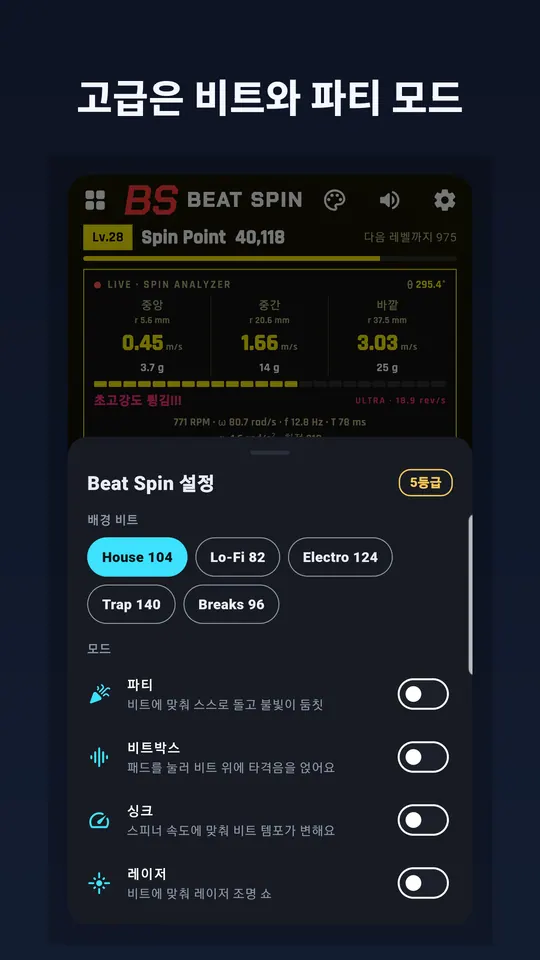 고급은 비트와 파티 모드
BS BEAT SPIN
Lv.28 Spin Point 40,118 다음 레벨까지 975
LIVE · SPIN ANALYZER θ 295.4°
중앙 중간 바깥
r 5.6 mm r 20.6 mm r 37.5 mm
0.45 m/s 1.66 m/s 3.03 m/s
3.7 g 14 g 25 g
초고강도 튕김!!! ULTRA · 18.9 rev/s
771 RPM · ω 80.7 rad/s · f 12.8 Hz · T 78 ms
Beat Spin 설정 5등급
배경 비트
House 104 Lo-Fi 82 Electro 124
Trap 140 Breaks 96
모드
파티
비트에 맞춰 스스로 돌고 불빛이 둠칫
비트박스
패드를 눌러 비트 위에 타격음을 얹어요
싱크
스피너 속도에 맞춰 비트 템포가 변해요
레이저
비트에 맞춰 레이저 조명 쇼